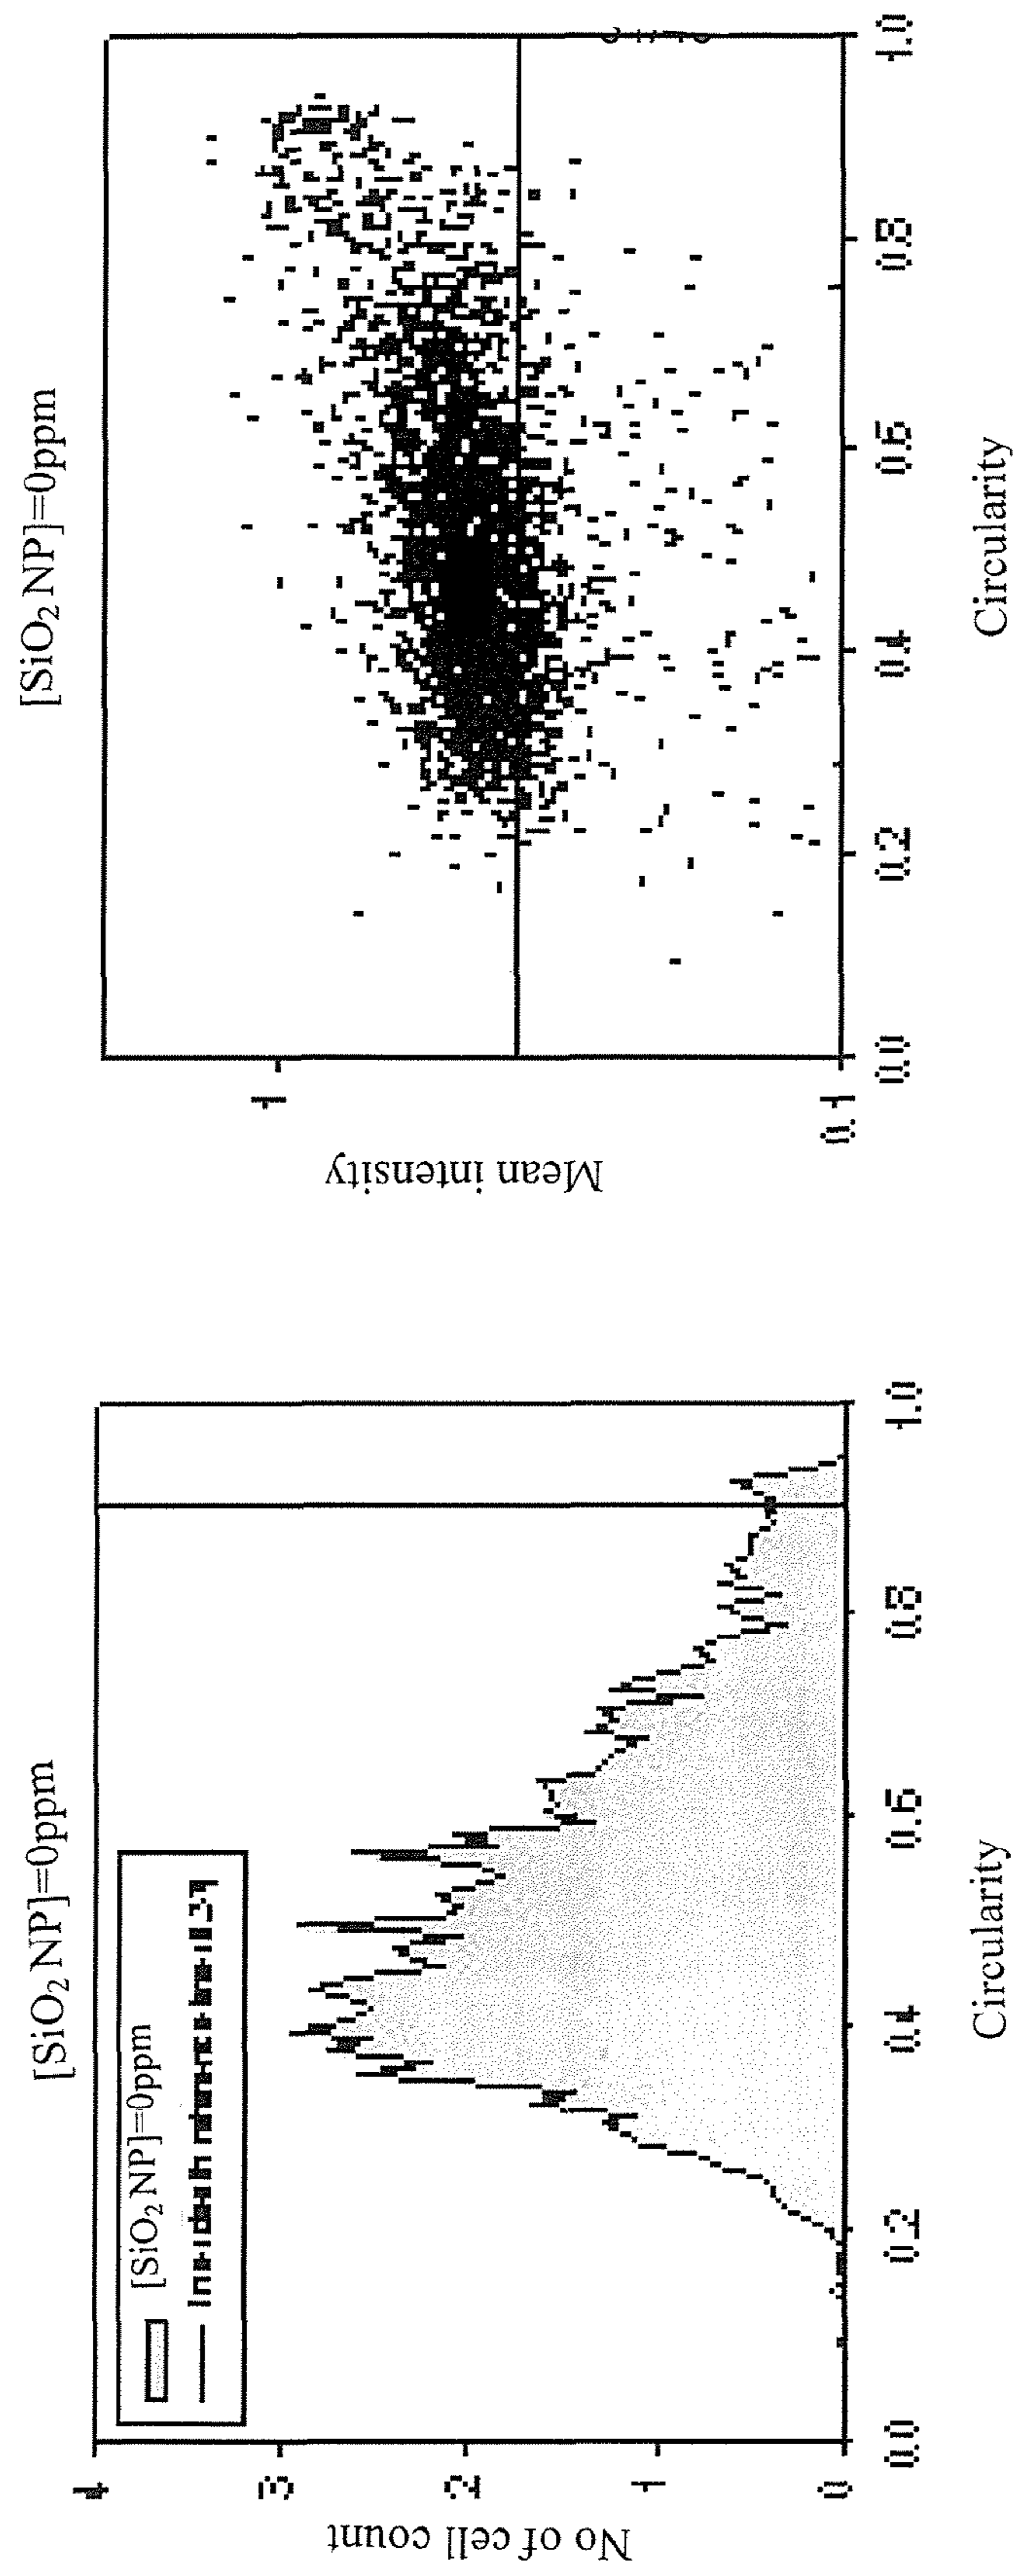 [SiO₂ NP]=0ppm
[SiO₂ NP]=0ppm
4
3
2
1
0
No of cell count
0.0
0.2
0.4
0.6
0.8
1.0
Circularity
[SiO₂ NP]=0ppm
1
0.1
Mean intensity
0.0
0.2
0.4
0.6
0.8
1.0
Circularity